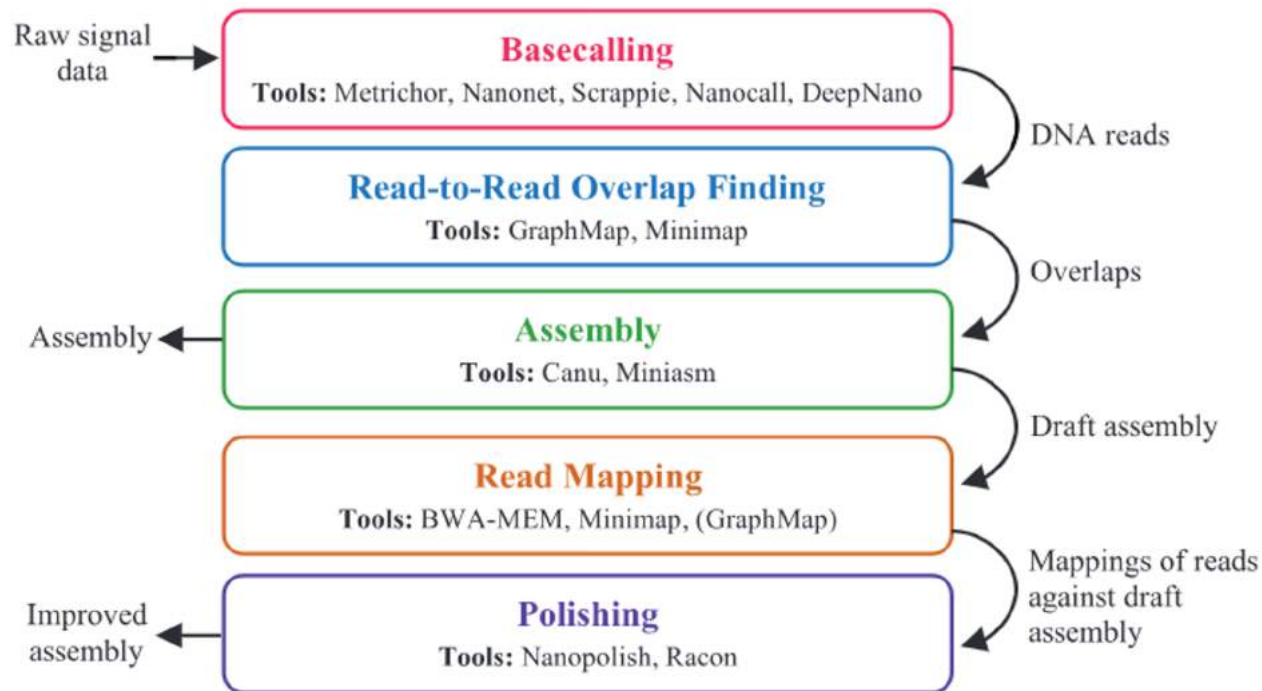 Raw signal
data
Basecalling
Tools: Metrichor, Nanonet, Scrappie, Nanocall, DeepNano
DNA reads
Read-to-Read Overlap Finding
Tools: GraphMap, Minimap
Overlaps
Assembly
Assembly
Tools: Canu, Miniasm
Draft assembly
Read Mapping
Tools: BWA-MEM, Minimap, (GraphMap)
Mappings of reads
against draft
assembly
Improved
assembly
Polishing
Tools: Nanopolish, Racon